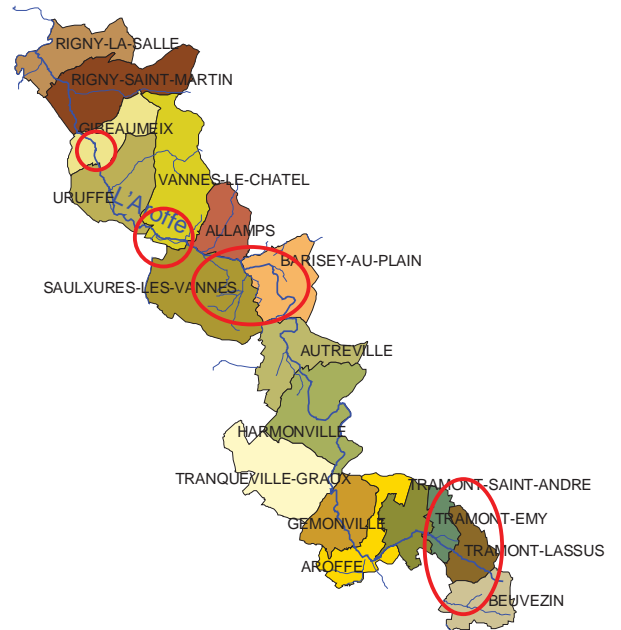 RIGNY-LA-SALLE
RIGNY-SAINT-MARTIN
GIBEAUMEIX
VANNES-LE-CHATEL
URUFFE
L'Aroffe
ALLAMPS
BARISEY-AU-PLAIN
SAULXURES-LES-VANNES
AUTREVILLE
HARMONVILLE
TRANQUEVILLE-GRAUX
TRAMONT-SAINT-ANDRE
GEMONVILLE
TRAMONT-EMY
TRAMONT-LASSUS
AROFFE
BEUVEZIN